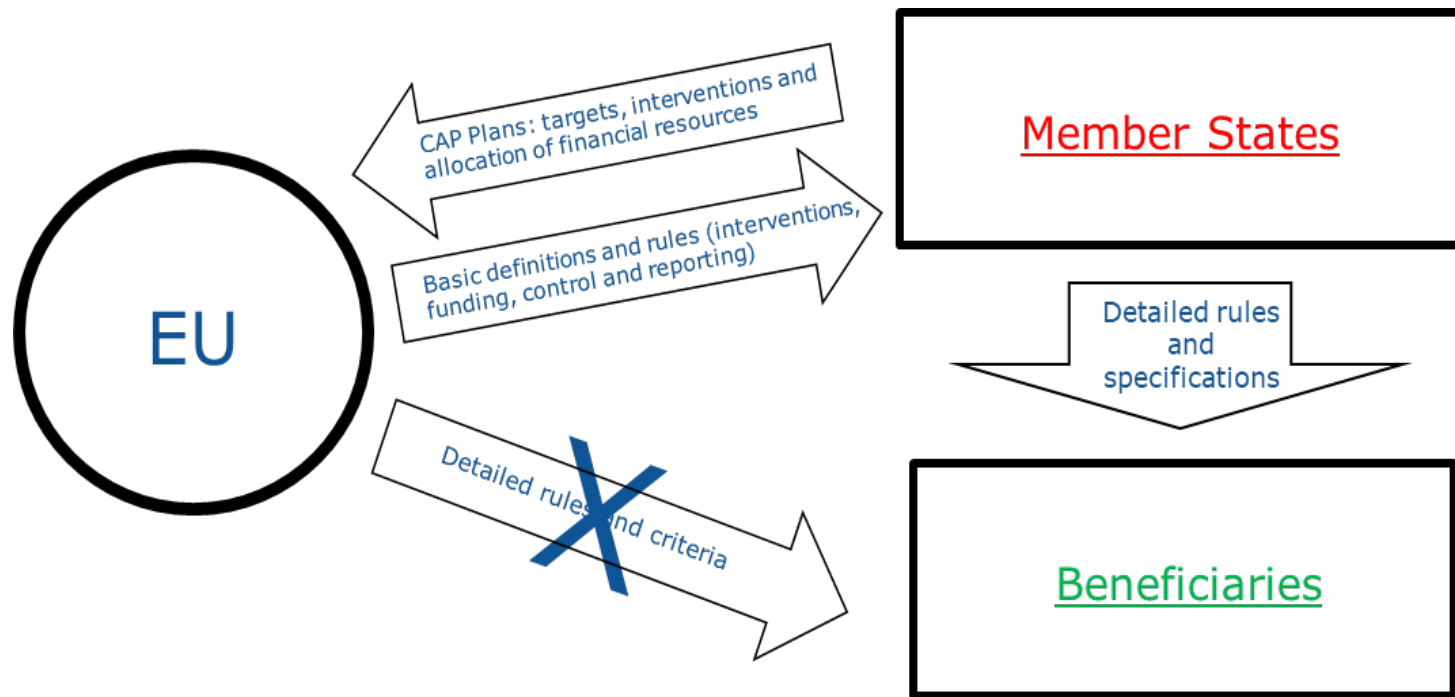 CAP Plans: targets, interventions and
allocation of financial resources
Member States
Basic definitions and rules (interventions,
funding, control and reporting)
EU
Detailed rules
and
specifications
Detailed rules and criteria
Beneficiaries